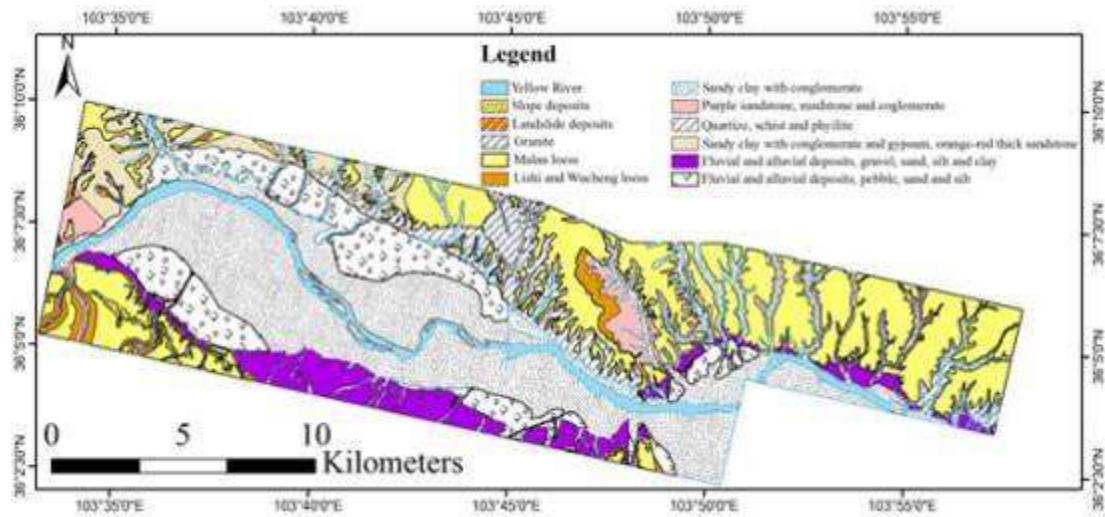 103°35'0"E 103°40'0"E 103°45'0"E 103°50'0"E 103°55'0"E
N
36°10'0"N
36°7'30"N
36°5'0"N
36°2'30"N
Legend
Yellow River
Slope deposits
Landslide deposits
Granite
Malan loess
Lishi and Wucheng loess
Sandy clay with conglomerate
Purple sandstone, mudstone and coglomerate
Quartize, schist and phyllite
Sandy clay with conglomerate and gypsum, orange-red thick sandstone
Fluvial and alluvial deposits, gravel, sand, silt and clay
Fluvial and alluvial deposits, pebble, sand and silt
36°10'0"N
36°7'30"N
36°5'0"N
36°2'30"N
0 5 10
Kilometers
103°35'0"E 103°40'0"E 103°45'0"E 103°50'0"E 103°55'0"E